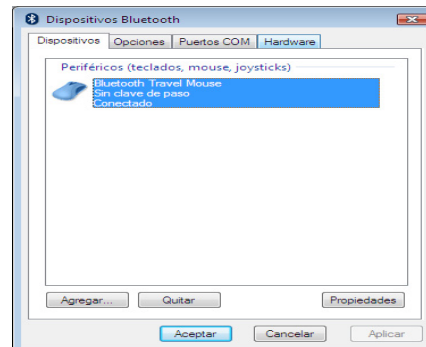 Dispositivos Bluetooth
Dispositivos Opciones Puertos COM Hardware
Periféricos (teclados, mouse, joysticks)
Bluetooth Travel Mouse
Sin clave de paso
Conectado
Agregar... Quitar Propiedades
Aceptar Cancelar Aplicar